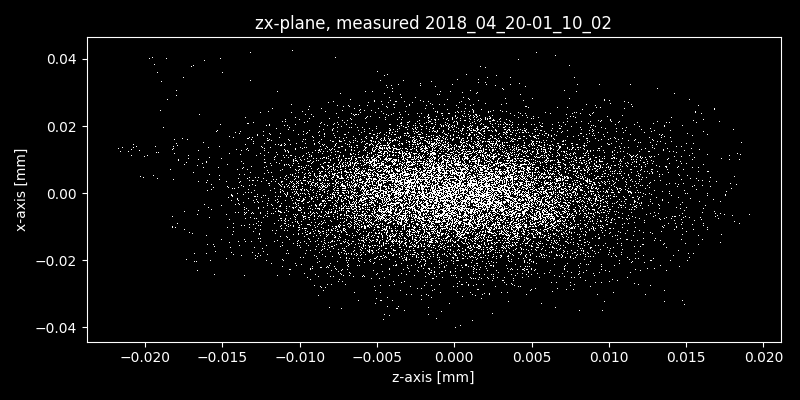 zx-plane, measured 2018_04_20-01_10_02
0.04
0.02
0.00
−0.02
−0.04
x-axis [mm]
−0.020 −0.015 −0.010 −0.005 0.000 0.005 0.010 0.015 0.020
z-axis [mm]